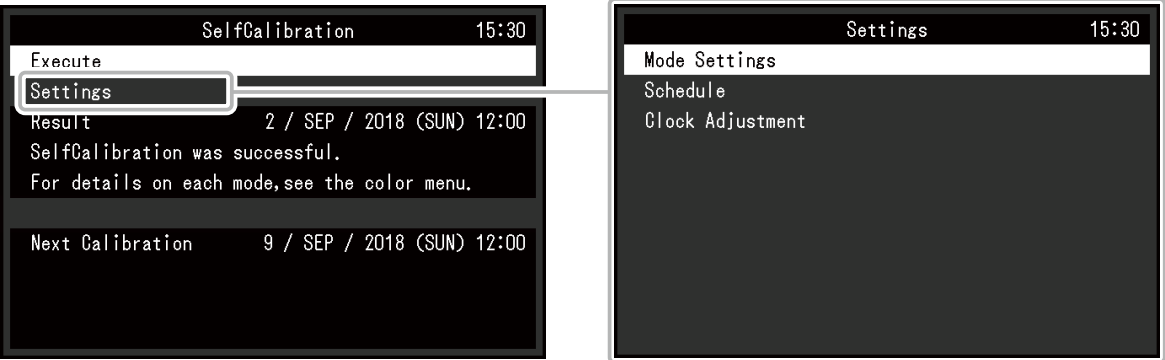 SelfCalibration 15:30
Execute
Settings
Result 2 / SEP / 2018 (SUN) 12:00
SelfCalibration was successful.
For details on each mode,see the color menu.
Next Calibration 9 / SEP / 2018 (SUN) 12:00
Settings 15:30
Mode Settings
Schedule
Clock Adjustment